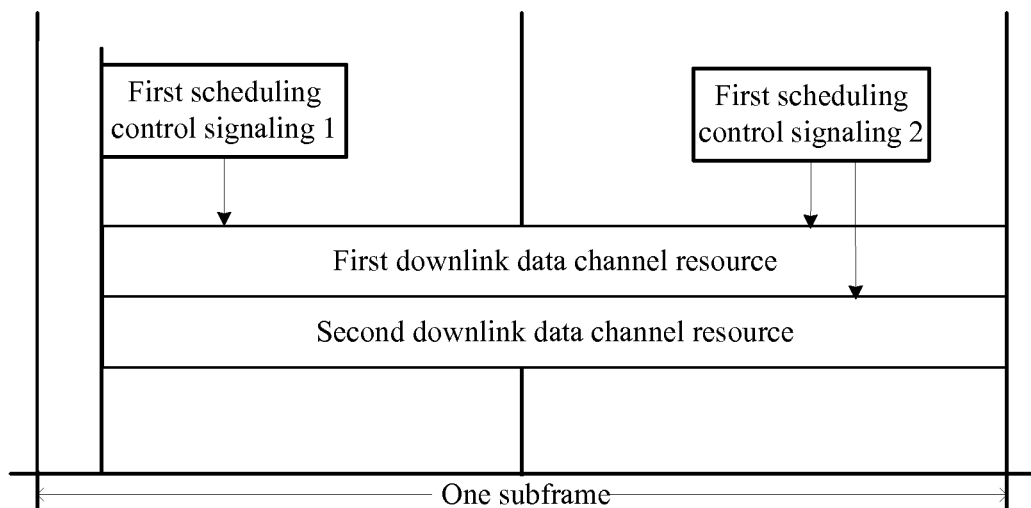 First scheduling
control signaling 1
First scheduling
control signaling 2
First downlink data channel resource
Second downlink data channel resource
One subframe